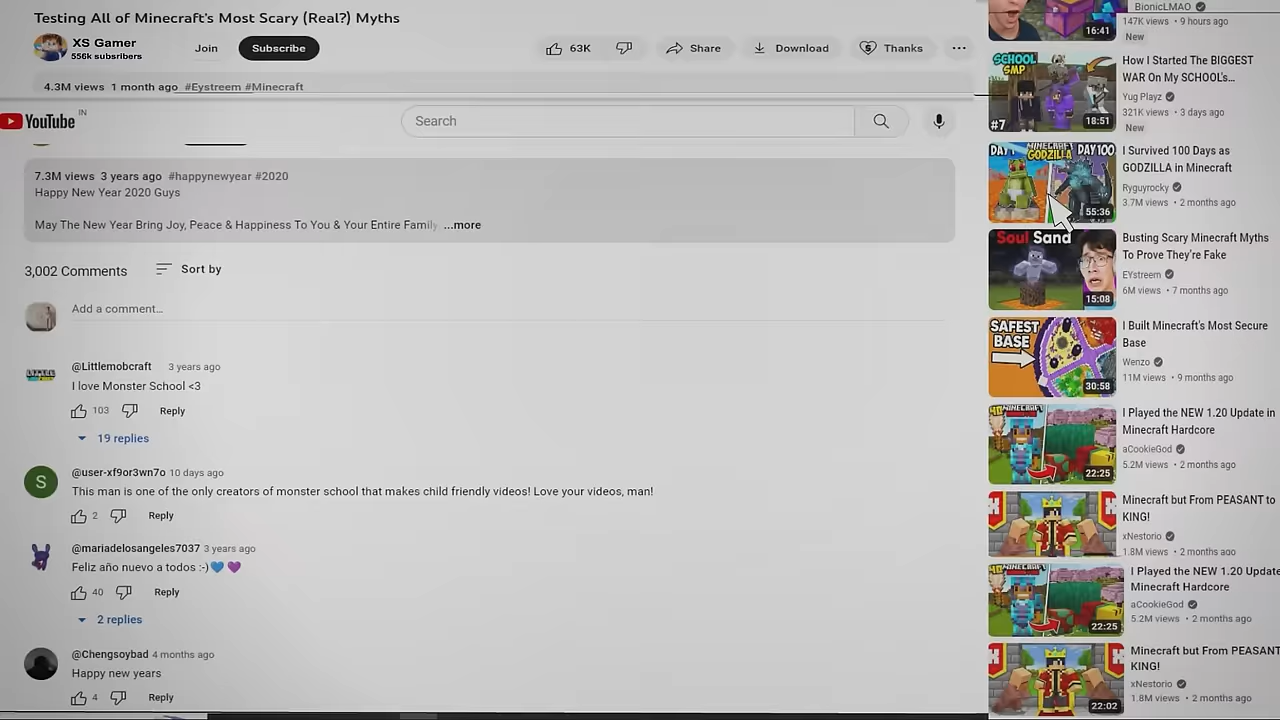 Testing All of Minecraft's Most Scary (Real?) Myths
XS Gamer
556k subsribers
Join
Subscribe
63K
Share
Download
Thanks
4.3M views 1 month ago #Eystreem #Minecraft
YouTube IN
Search
7.3M views 3 years ago #happynewyear #2020
Happy New Year 2020 Guys
May The New Year Bring Joy, Peace & Happiness To You & Your Entire Family ...more
3,002 Comments
Sort by
Add a comment...
@Littlemobcraft 3 years ago
I love Monster School <3
103 Reply
19 replies
S
@user-xf9or3wn7o 10 days ago
This man is one of the only creators of monster school that makes child friendly videos! Love your videos, man!
2 Reply
@mariadelosangeles7037 3 years ago
Feliz año nuevo a todos :-)💙 💜
40 Reply
2 replies
@Chengsoybad 4 months ago
Happy new years
4 Reply
BionicLMAO
147K views • 9 hours ago
New
16:41
SCHOOL
SMP
#7
18:51
How I Started The BIGGEST
WAR On My SCHOOL's...
Yug Playz
321K views • 3 days ago
New
DAY 1
MINECRAFT
GODZILLA
DAY 100
55:36
I Survived 100 Days as
GODZILLA in Minecraft
Ryguyrocky
3.7M views • 2 months ago
Soul Sand
15:08
Busting Scary Minecraft Myths
To Prove They're Fake
EYstreem
6M views • 7 months ago
SAFEST
BASE
30:58
I Built Minecraft's Most Secure
Base
Wenzo
11M views • 9 months ago
MINECRAFT
22:25
I Played the NEW 1.20 Update in
Minecraft Hardcore
aCookieGod
5.2M views • 2 months ago
Minecraft but From PEASANT to
KING!
xNestorio
1.8M views • 2 months ago
MINECRAFT
22:25
I Played the NEW 1.20 Update
Minecraft Hardcore
aCookieGod
5.2M views • 2 months ago
22:02
Minecraft but From PEASANT
KING!
xNestorio
1.8M views • 2 months ago